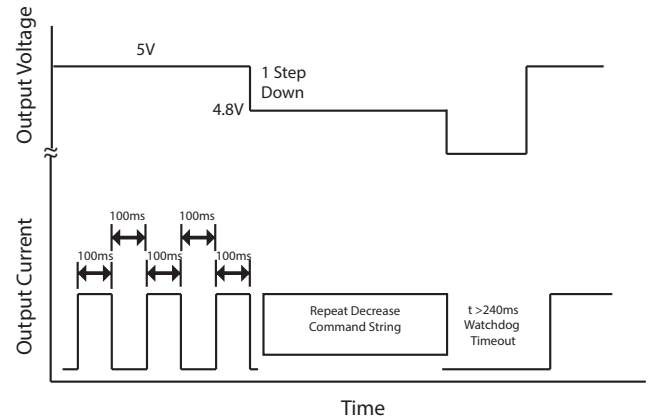 Output Voltage
5V
1 Step
Down
4.8V
Output Current
100ms
100ms
100ms
100ms
100ms
Repeat Decrease
Command String
t >240ms
Watchdog
Timeout
Time